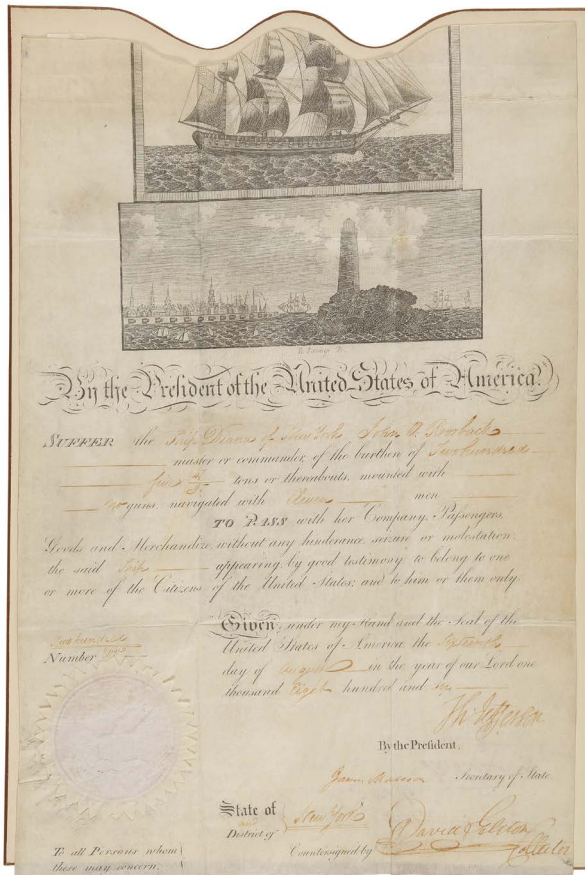 By the President of the United States of America.
SUFFER the Ship Diana of New York John A.
master or commander, of the burthen of Two hundred
five tons or thereabouts, mounted with
no guns, navigated with Eleven men
TO PASS with her Company, Passengers,
Goods and Merchandize, without any hinderance, seizure or molestation:
the said Ship appearing by good testimony to belong to one
or more of the Citizens of the United States; and to him or them only.
Given, under my Hand and the Seal of the
United States of America, the
day of August in the year of our Lord one
thousand Eight hundred and
Number
Th: Jefferson
By the President,
James Madison Secretary of State
State of
and New York
District of
Countersigned by David Gelston
Collector
To all Persons whom
these may concern.